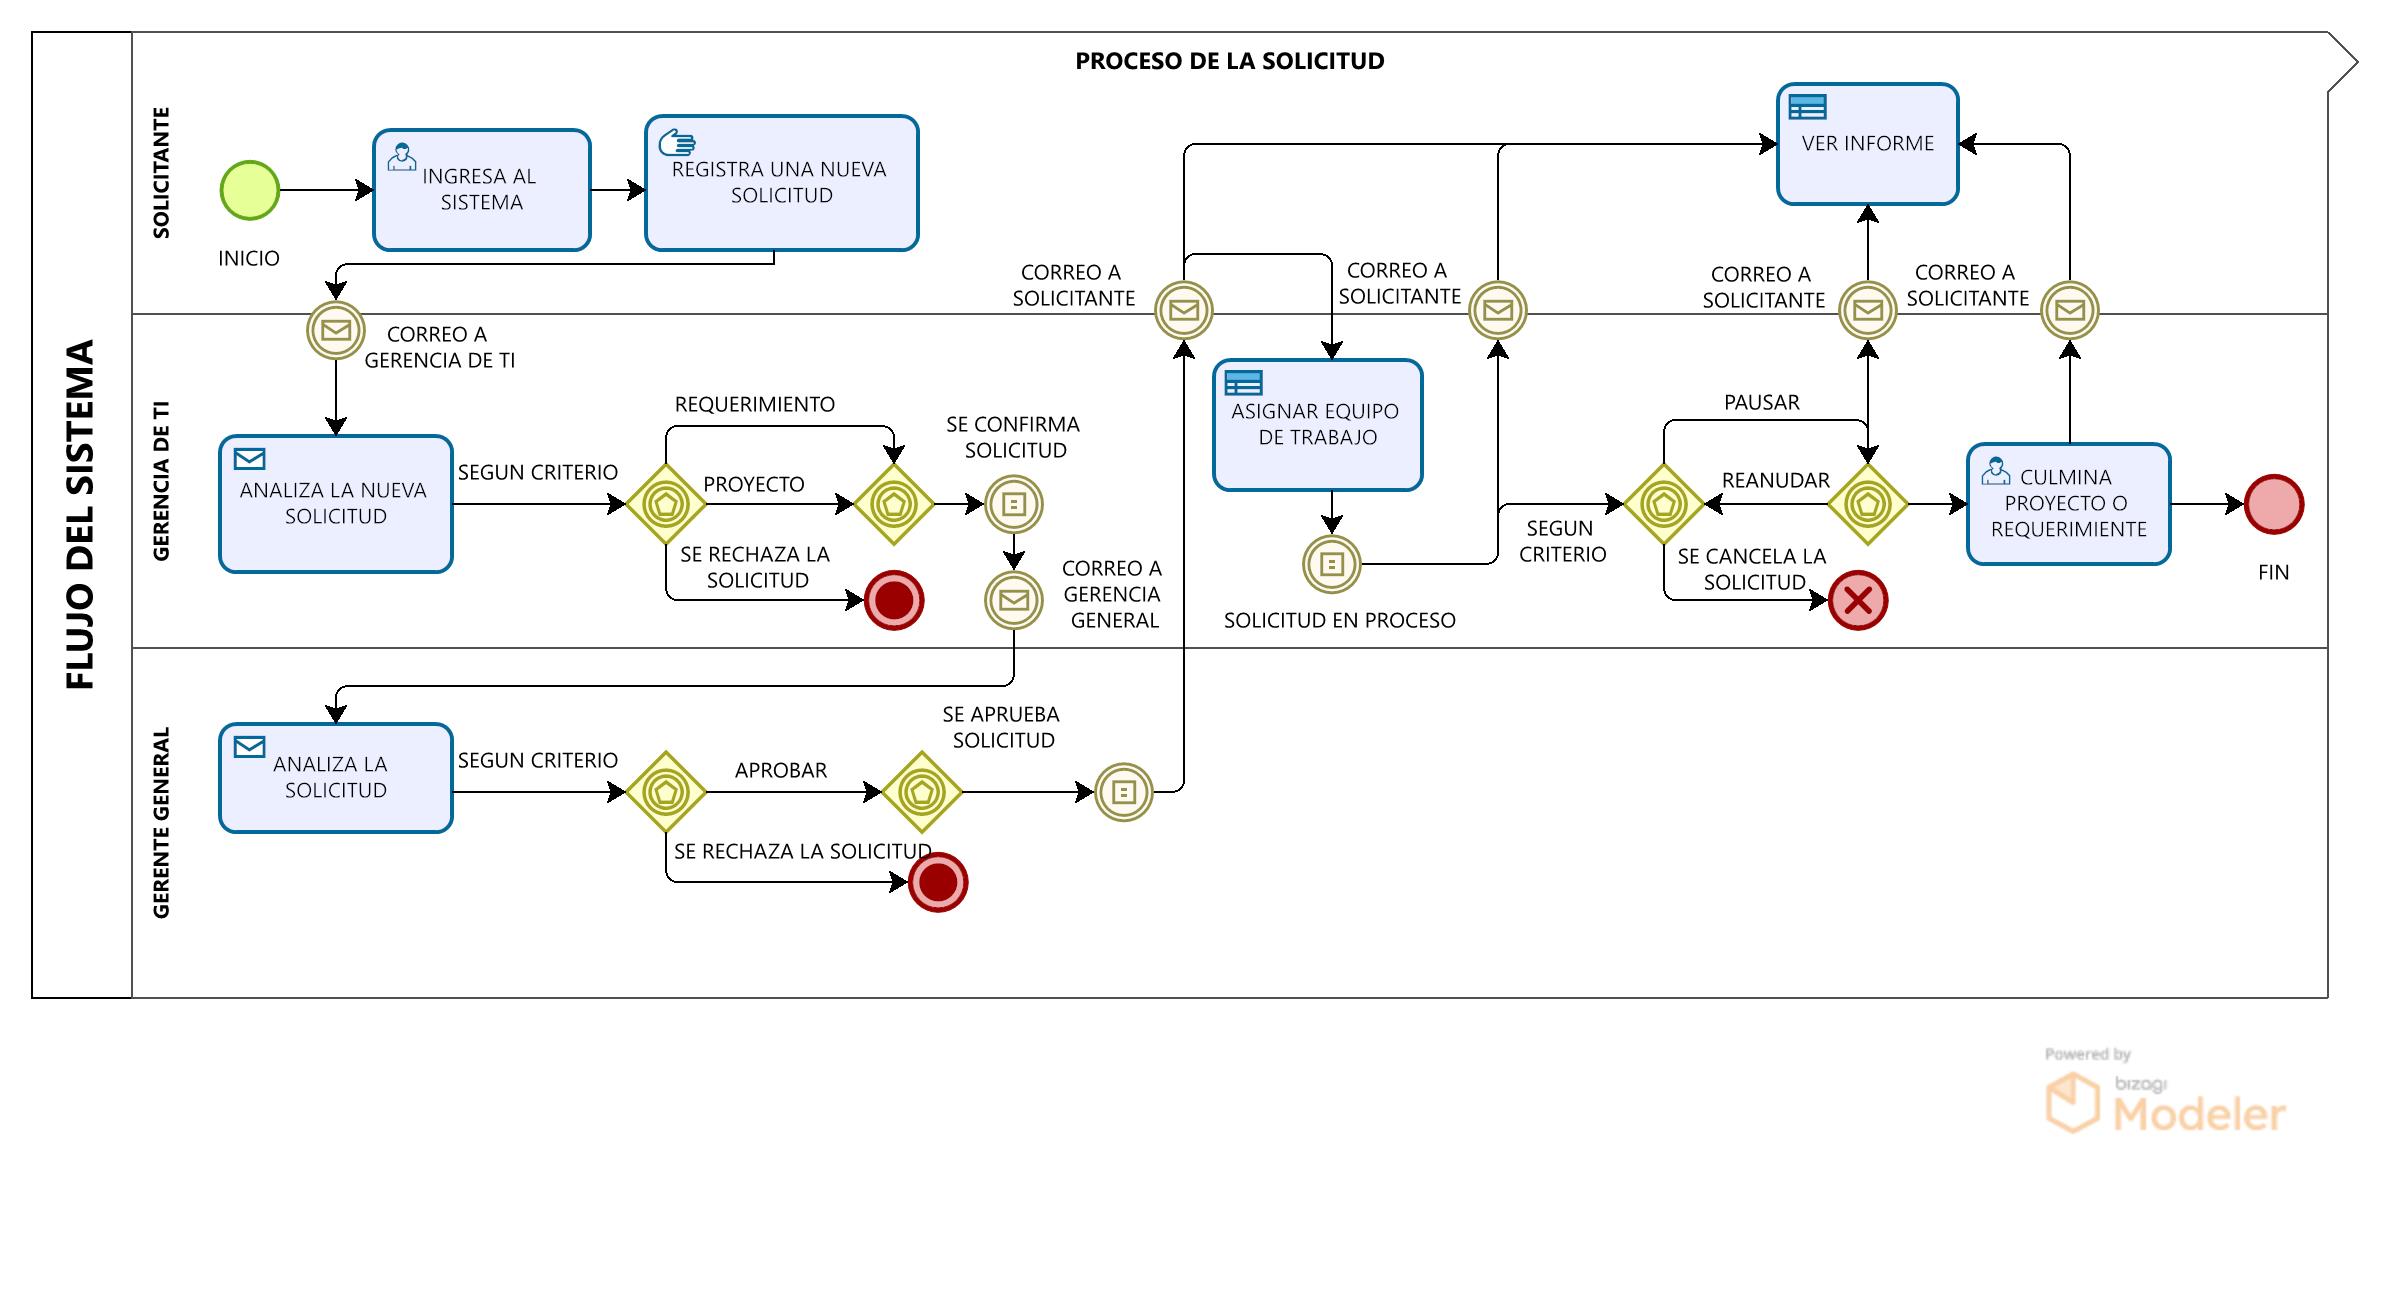 PROCESO DE LA SOLICITUD
FLUJO DEL SISTEMA
SOLICITANTE
INICIO
INGRESA AL
SISTEMA
REGISTRA UNA NUEVA
SOLICITUD
VER INFORME
CORREO A
SOLICITANTE
CORREO A
SOLICITANTE
CORREO A
SOLICITANTE
CORREO A
SOLICITANTE
GERENCIA DE TI
CORREO A
GERENCIA DE TI
ANALIZA LA NUEVA
SOLICITUD
SEGUN CRITERIO
REQUERIMIENTO
PROYECTO
SE RECHAZA LA
SOLICITUD
SE CONFIRMA
SOLICITUD
CORREO A
GERENCIA
GENERAL
ASIGNAR EQUIPO
DE TRABAJO
SOLICITUD EN PROCESO
SEGUN
CRITERIO
PAUSAR
REANUDAR
SE CANCELA LA
SOLICITUD
CULMINA
PROYECTO O
REQUERIMIENTE
FIN
GERENTE GENERAL
ANALIZA LA
SOLICITUD
SEGUN CRITERIO
APROBAR
SE RECHAZA LA SOLICITUD
SE APRUEBA
SOLICITUD
Powered by
bizagi
Modeler